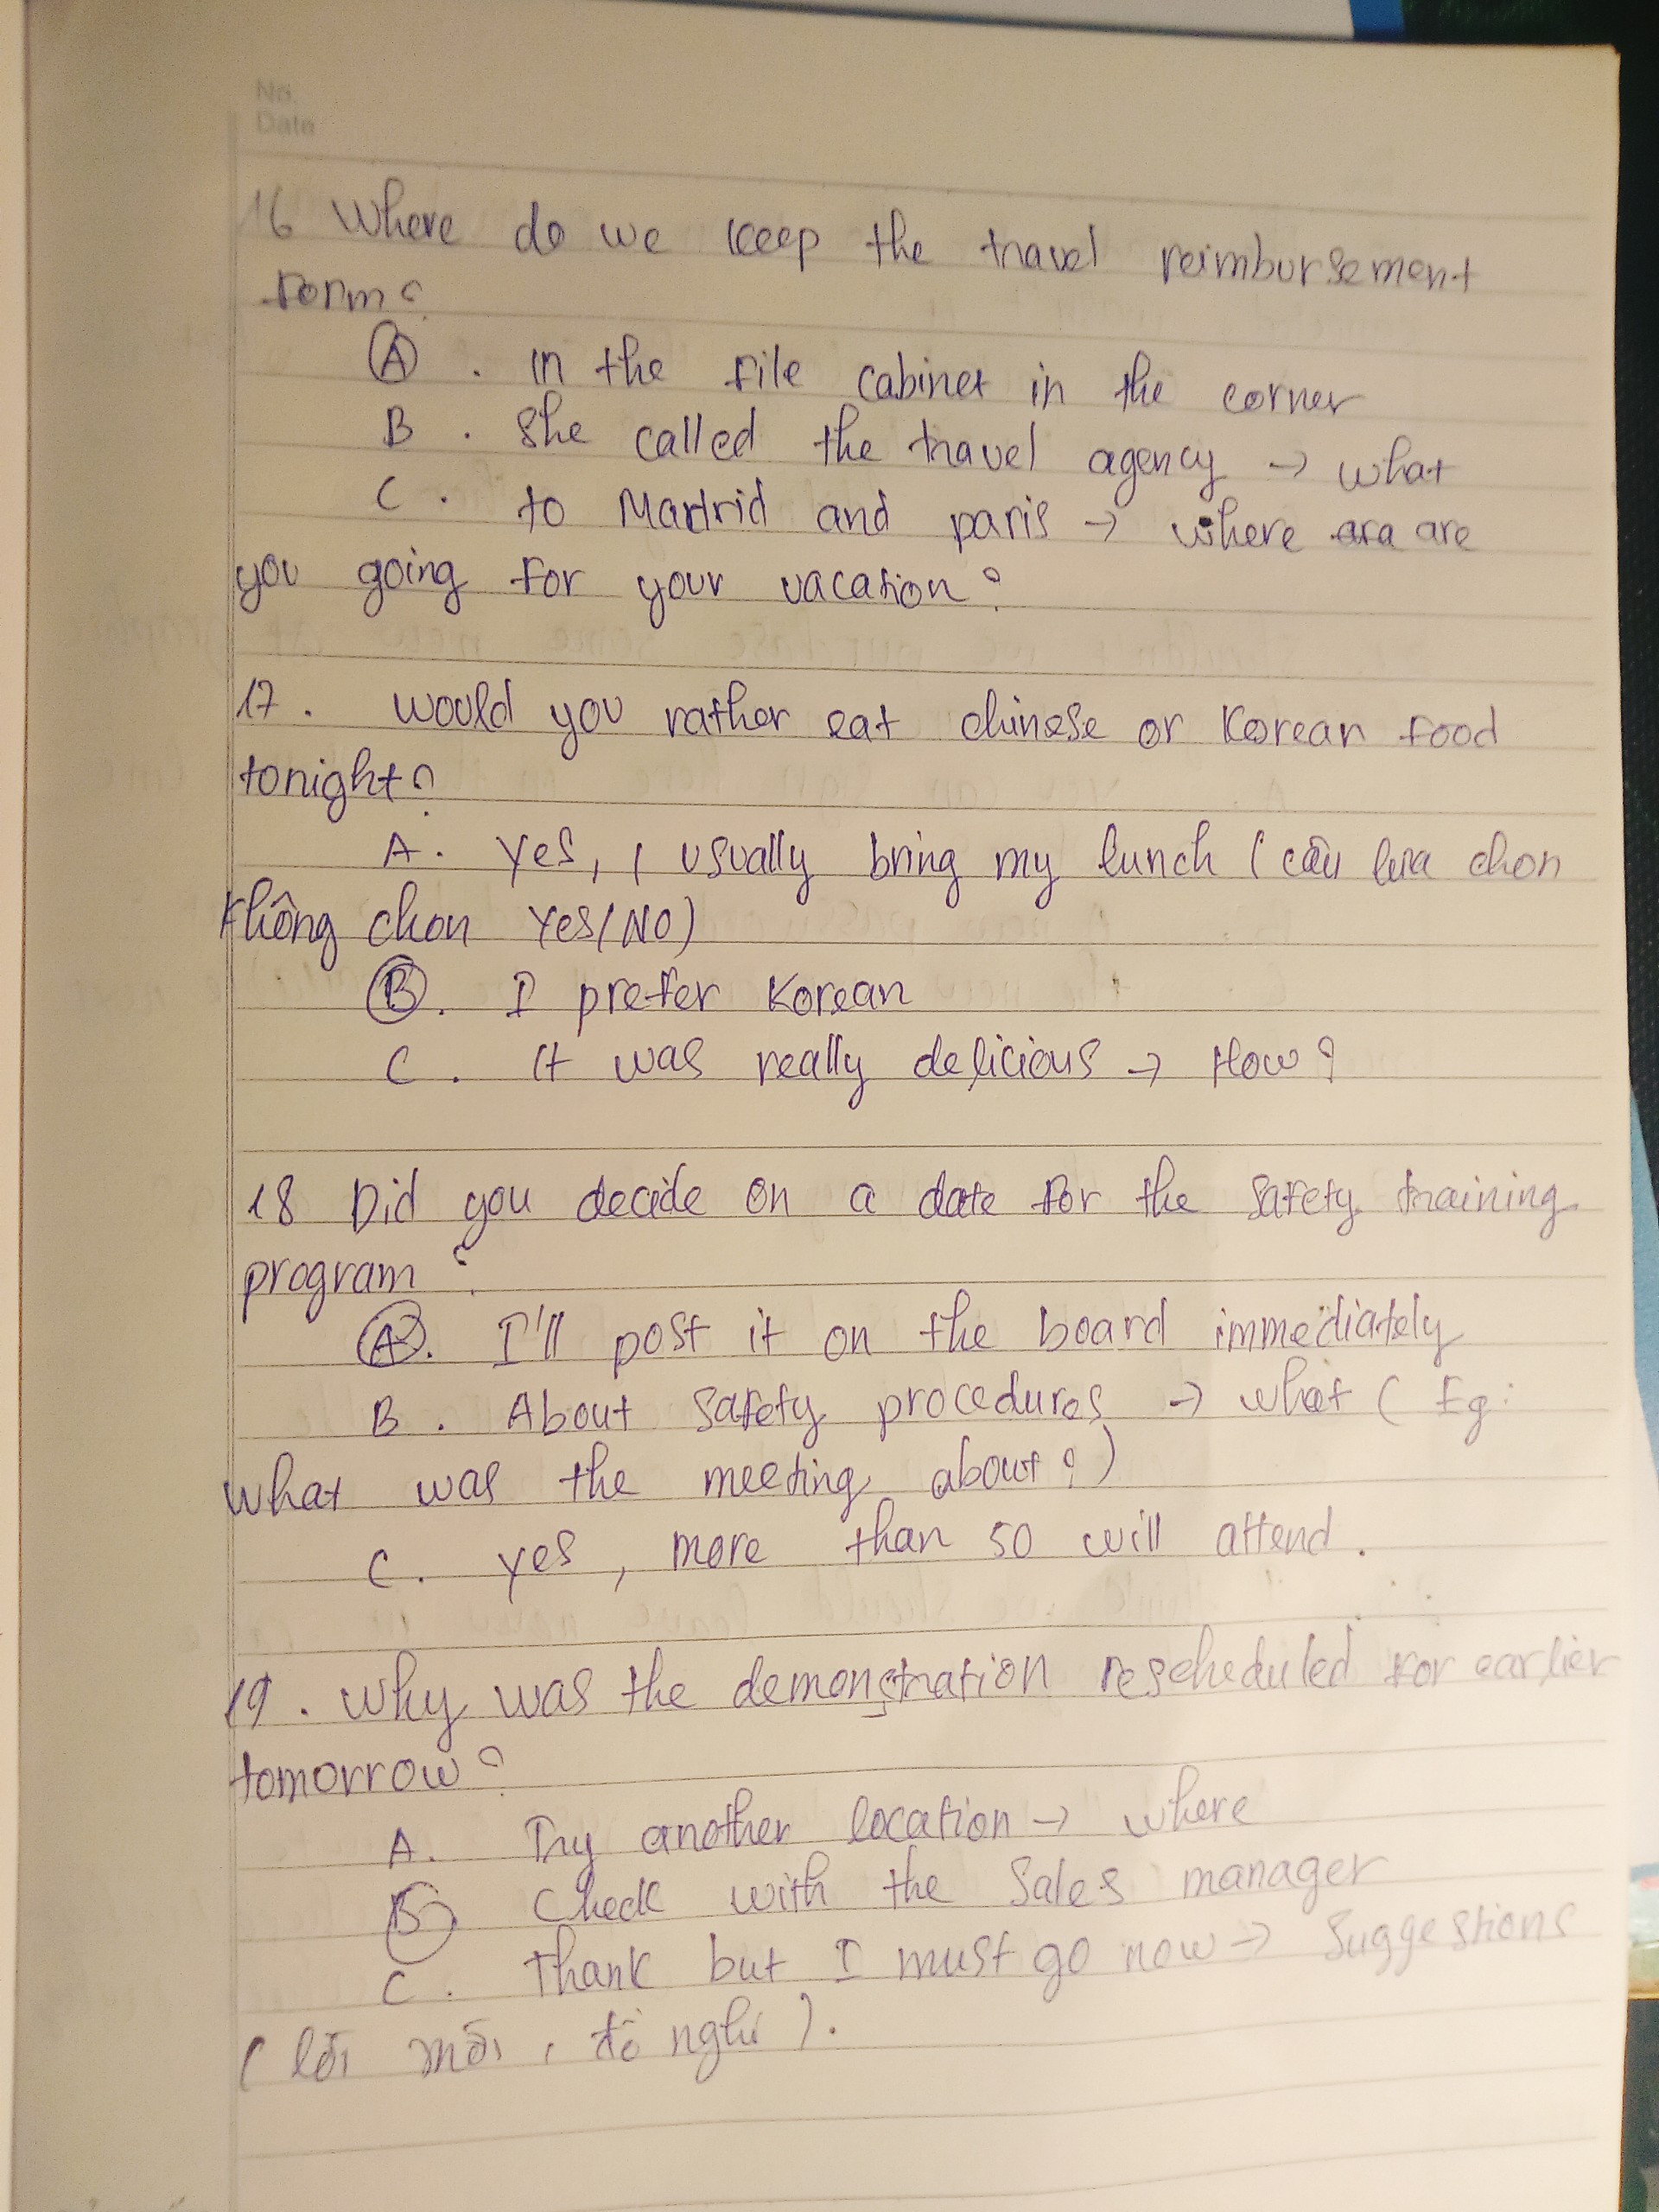 No.
Date
16 Where do we keep the travel reimbursement
form?
A. in the file cabinet in the corner
B. She called the travel agency → what
C. to Madrid and paris → where ara are
you going for your vacation?
17. would you rather eat chinese or Korean food
tonight?
A. Yes, I usually bring my lunch (câu lựa chon
không chon Yes/No)
B. I prefer Korean
C. It was really delicious → How?
18 Did you decide on a date for the safety training
program?
A. I'll post it on the board immediately
B. About safety procedures → what (Eg:
what was the meeting about?)
C. yes, more than 50 will attend.
19. why was the demonstration rescheduled for earlier
tomorrow?
A. Try another location → where
B Check with the Sales manager
C. Thank but I must go now → Suggestions
(lời mời, đề nghị).